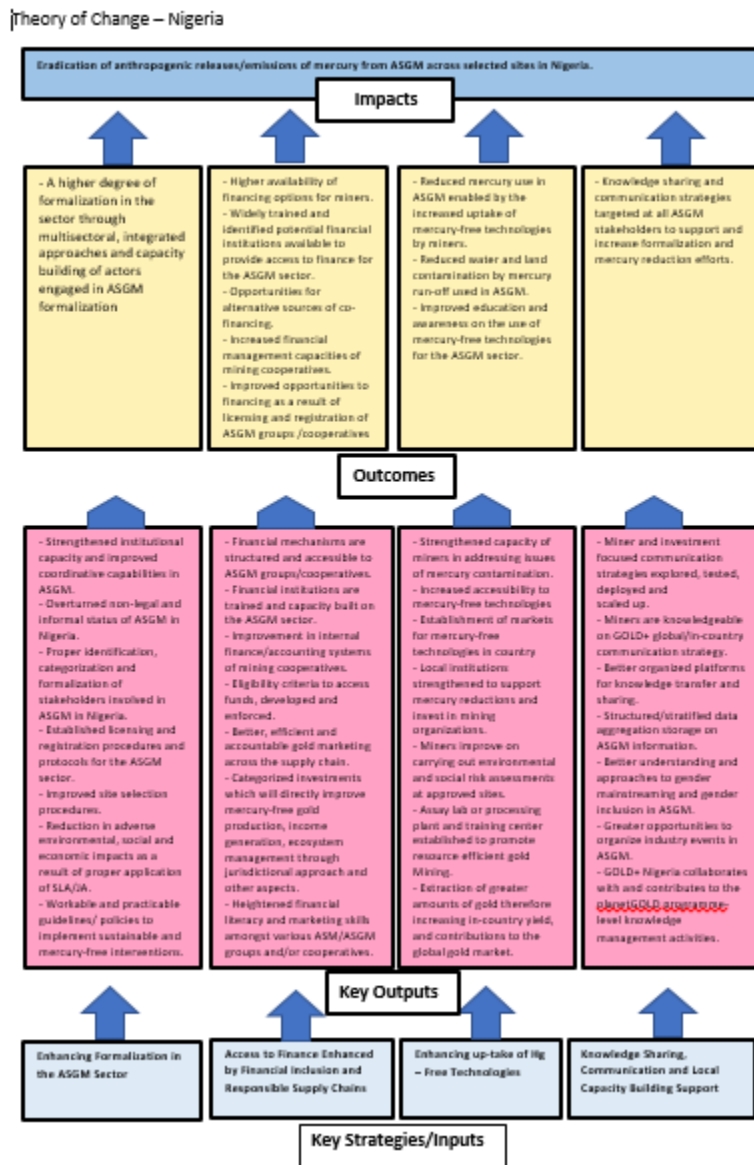 Theory of Change – Nigeria
Eradication of anthropogenic releases/emissions of mercury from ASGM across selected sites in Nigeria.
Impacts
- A higher degree of
formalization in the
sector through
multisectoral, integrated
approaches and capacity
building of actors
engaged in ASGM
formalization
- Higher availability of
financing options for miners.
- Widely trained and
identified potential financial
institutions available to
provide access to finance for
the ASGM sector.
- Opportunities for
alternative sources of co-
financing.
- Increased financial
management capacities of
mining cooperatives.
- Improved opportunities to
financing as a result of
licensing and registration of
ASGM groups /cooperatives
- Reduced mercury use in
ASGM enabled by the
increased uptake of
mercury-free technologies
by miners.
- Reduced water and land
contamination by mercury
run-off used in ASGM.
- Improved education and
awareness on the use of
mercury-free technologies
for the ASGM sector.
- Knowledge sharing and
communication strategies
targeted at all ASGM
stakeholders to support and
increase formalization and
mercury reduction efforts.
Outcomes
- Strengthened institutional
capacity and improved
coordinative capabilities in
ASGM.
- Overturned non-legal and
informal status of ASGM in
Nigeria.
- Proper identification,
categorization and
formalization of
stakeholders involved in
ASGM in Nigeria.
- Established licensing and
registration procedures and
protocols for the ASGM
sector.
- Improved site selection
procedures.
- Reduction in adverse
environmental, social and
economic impacts as a
result of proper application
of SLA/JA.
- Workable and practicable
guidelines/ policies to
implement sustainable and
mercury-free interventions.
- Financial mechanisms are
structured and accessible to
ASGM groups/cooperatives.
- Financial institutions are
trained and capacity built on
the ASGM sector.
- Improvement in internal
finance/accounting systems
of mining cooperatives.
- Eligibility criteria to access
funds, developed and
enforced.
- Better, efficient and
accountable gold marketing
across the supply chain.
- Categorized investments
which will directly improve
mercury-free gold
production, income
generation, ecosystem
management through
jurisdictional approach and
other aspects.
- Heightened financial
literacy and marketing skills
amongst various ASM/ASGM
groups and/or cooperatives.
- Strengthened capacity of
miners in addressing issues
of mercury contamination.
- Increased accessibility to
mercury-free technologies
- Establishment of markets
for mercury-free
technologies in country
- Local institutions
strengthened to support
mercury reductions and
invest in mining
organizations.
- Miners improve on
carrying out environmental
and social risk assessments
at approved sites.
- Assay lab or processing
plant and training center
established to promote
resource efficient gold
Mining.
- Extraction of greater
amounts of gold therefore
increasing in-country yield,
and contributions to the
global gold market.
- Miner and investment
focused communication
strategies explored, tested,
deployed and
scaled up.
- Miners are knowledgeable
on GOLD+ global/in-country
communication strategy.
- Better organized platforms
for knowledge transfer and
sharing.
- Structured/stratified data
aggregation storage on
ASGM information.
- Better understanding and
approaches to gender
mainstreaming and gender
inclusion in ASGM.
- Greater opportunities to
organize industry events in
ASGM.
- GOLD+ Nigeria collaborates
with and contributes to the
planetGOLD programme-
level knowledge
management activities.
Key Outputs
Enhancing Formalization in
the ASGM Sector
Access to Finance Enhanced
by Financial Inclusion and
Responsible Supply Chains
Enhancing up-take of Hg
– Free Technologies
Knowledge Sharing,
Communication and Local
Capacity Building Support
Key Strategies/Inputs